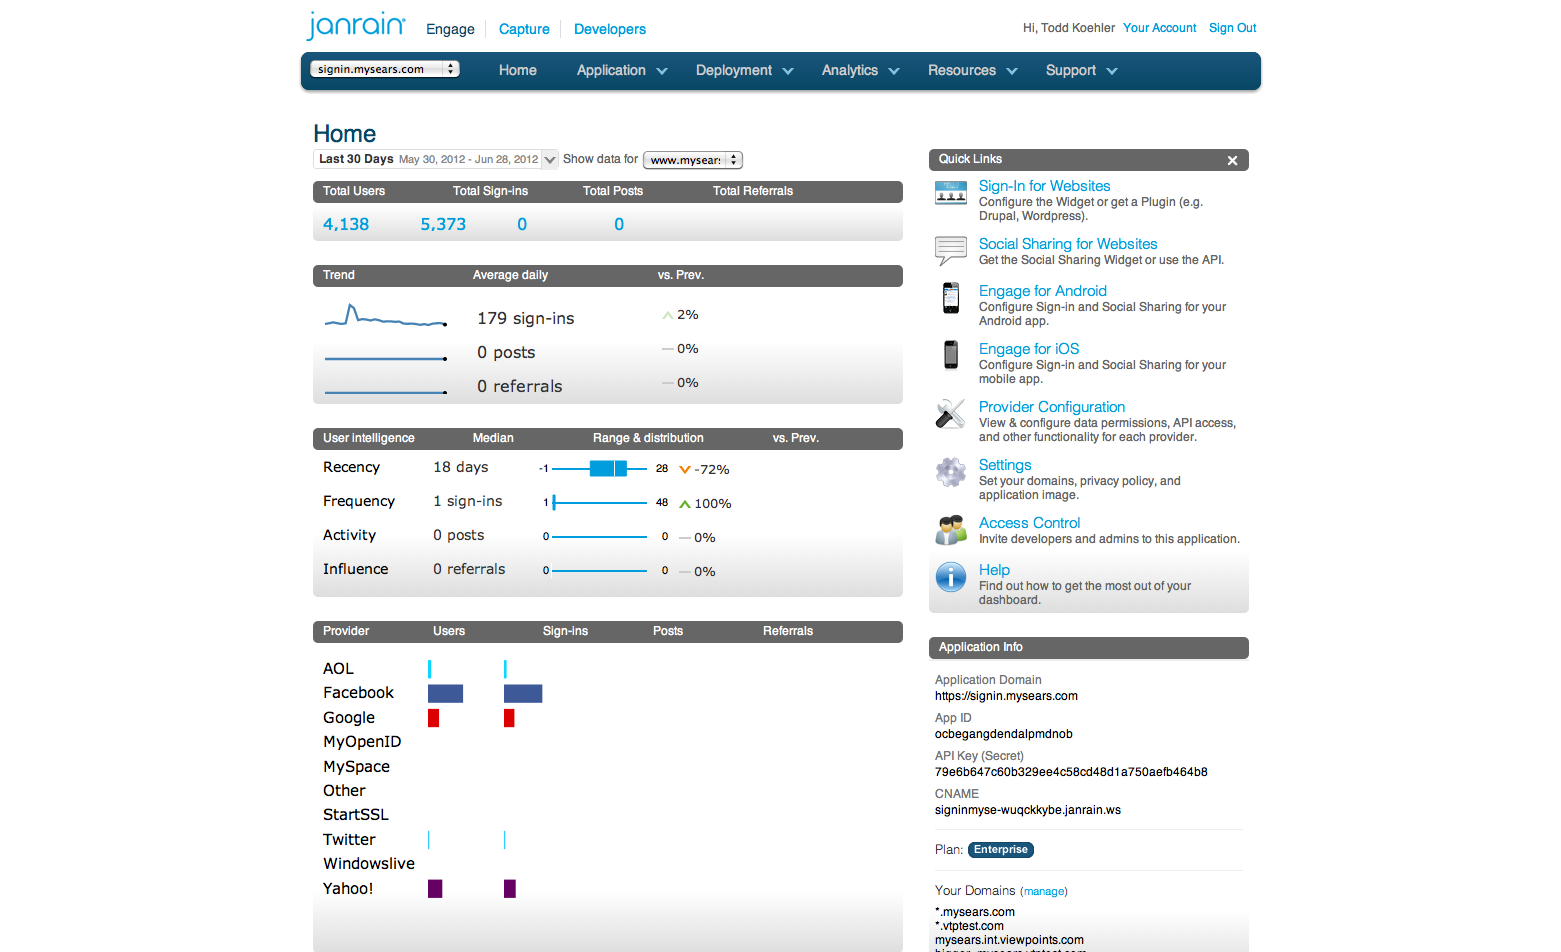 janrain
Engage Capture Developers
Hi, Todd Koehler Your Account Sign Out
signin.mysears.com Home Application Deployment Analytics Resources Support
Home
Last 30 Days May 30, 2012 - Jun 28, 2012 Show data for www.mysear
Total Users Total Sign-ins Total Posts Total Referrals
4,138 5,373 0 0
Trend Average daily vs. Prev.
179 sign-ins 2%
0 posts 0%
0 referrals 0%
User intelligence Median Range & distribution vs. Prev.
Recency 18 days -1 28 -72%
Frequency 1 sign-ins 1 48 100%
Activity 0 posts 0 0 0%
Influence 0 referrals 0 0 0%
Provider Users Sign-ins Posts Referrals
AOL
Facebook
Google
MyOpenID
MySpace
Other
StartSSL
Twitter
Windowslive
Yahoo!
Quick Links
Sign-In for Websites
Configure the Widget or get a Plugin (e.g.
Drupal, Wordpress).
Social Sharing for Websites
Get the Social Sharing Widget or use the API.
Engage for Android
Configure Sign-in and Social Sharing for your
Android app.
Engage for iOS
Configure Sign-in and Social Sharing for your
mobile app.
Provider Configuration
View & configure data permissions, API access,
and other functionality for each provider.
Settings
Set your domains, privacy policy, and
application image.
Access Control
Invite developers and admins to this application.
Help
Find out how to get the most out of your
dashboard.
Application Info
Application Domain
https://signin.mysears.com
App ID
ocbegangdendalpmdnob
API Key (Secret)
79e6b647c60b329ee4c58cd48d1a750aefb464b8
CNAME
signinmyse-wuqckkybe.janrain.ws
Plan: Enterprise
Your Domains (manage)
*.mysears.com
*.vtptest.com
mysears.int.viewpoints.com